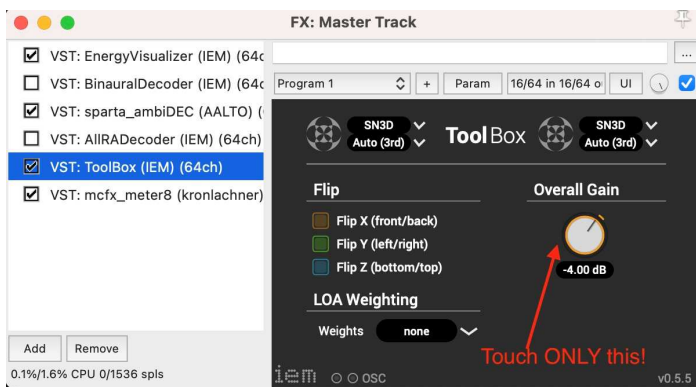 FX: Master Track
VST: EnergyVisualizer (IEM) (64c
VST: BinauralDecoder (IEM) (64c
VST: sparta_ambiDEC (AALTO) (
VST: AllRADecoder (IEM) (64ch)
VST: ToolBox (IEM) (64ch)
VST: mcfx_meter8 (kronlachner)
Add Remove
0.1%/1.6% CPU 0/1536 spls
...
Program 1 + Param 16/64 in 16/64 o UI
SN3D
Auto (3rd)
ToolBox
SN3D
Auto (3rd)
Flip
Flip X (front/back)
Flip Y (left/right)
Flip Z (bottom/top)
LOA Weighting
Weights none
Overall Gain
-4.00 dB
Touch ONLY this!
iem OSC
v0.5.5